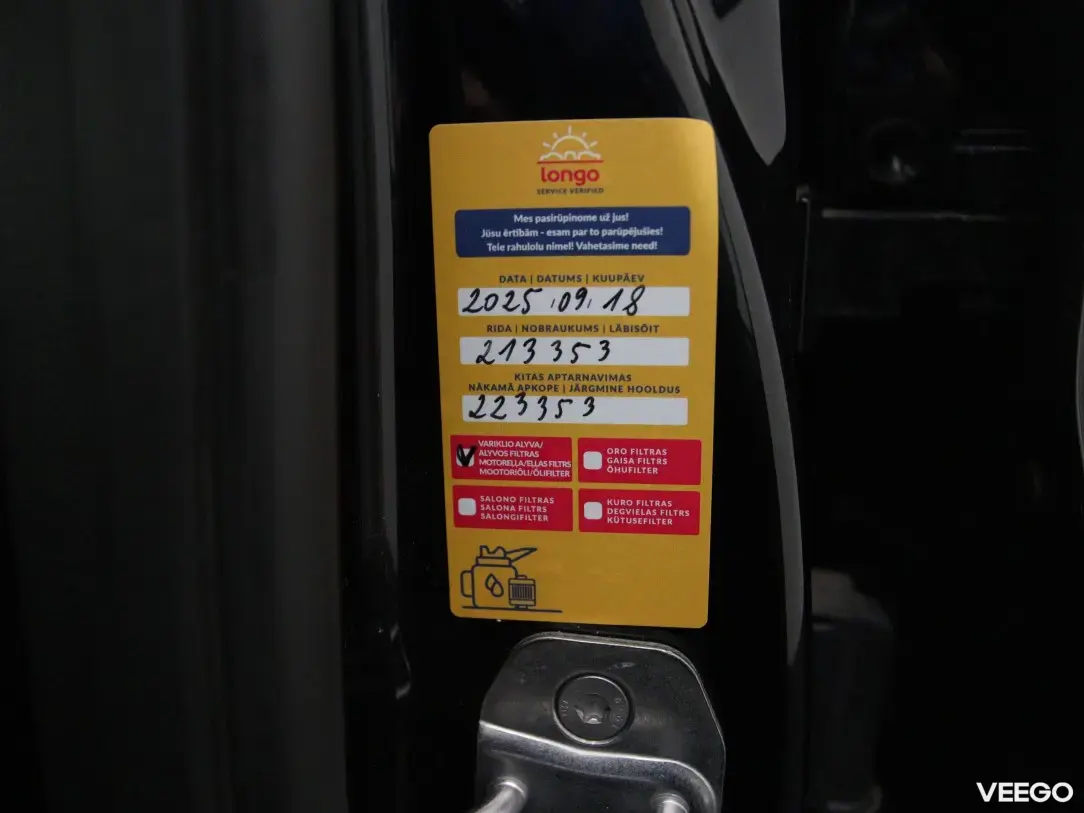 longo
SERVICE VERIFIED
Mes pasirūpinome už jus!
Jūsu ērtībām - esam par to parūpējušies!
Teie rahulolu nimel! Vahetasime need!
DATA | DATUMS | KUUPÄEV
2025.09.18
RIDA | NOBRAUKUMS | LÄBISÕIT
213353
KITAS APTARNAVIMAS
NĀKAMĀ APKOPE | JÄRGMINE HOOLDUS
223353
VARIKLIO ALYVA/
ALYVOS FILTRAS
MOTOREĻĻA/EĻĻAS FILTRS
MOOTORIÕLI/ÕLIFILTER
ORO FILTRAS
GAISA FILTRS
ÕHUFILTER
SALONO FILTRAS
SALONA FILTRS
SALONGIFILTER
KURO FILTRAS
DEGVIELAS FILTRS
KÜTUSEFILTER
VEEGO